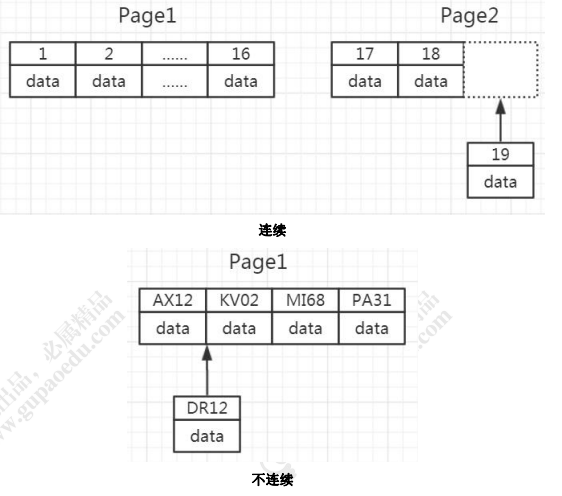 Page1 Page2
1 2 ...... 16 17 18
data data ...... data data data
19
data
连续
Page1
AX12 KV02 MI68 PA31
data data data data
DR12
data
不连续
出品，必属精品
www.gupaoedu.com